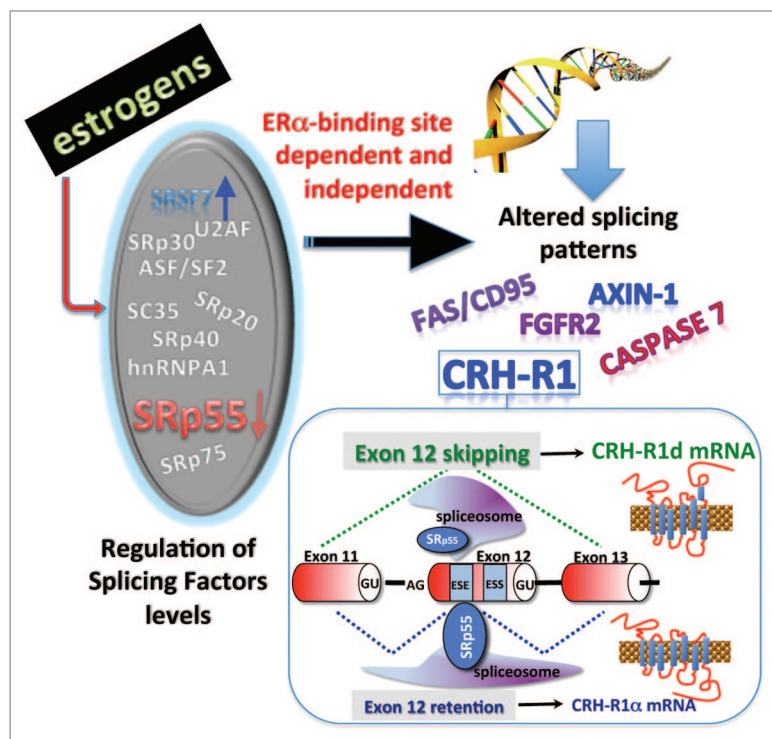 estrogens
SRSF7
U2AF
SRp30
ASF/SF2
SC35
SRp20
SRp40
hnRNPA1
SRp55
SRp75
Regulation of
Splicing Factors
levels
ERα-binding site
dependent and
independent
Altered splicing
patterns
FAS/CD95
AXIN-1
FGFR2
CASPASE 7
CRH-R1
Exon 12 skipping
CRH-R1d mRNA
spliceosome
SRp55
Exon 11
Exon 12
Exon 13
GU
AG
ESE
ESS
GU
SRp55
spliceosome
Exon 12 retention
CRH-R1α mRNA